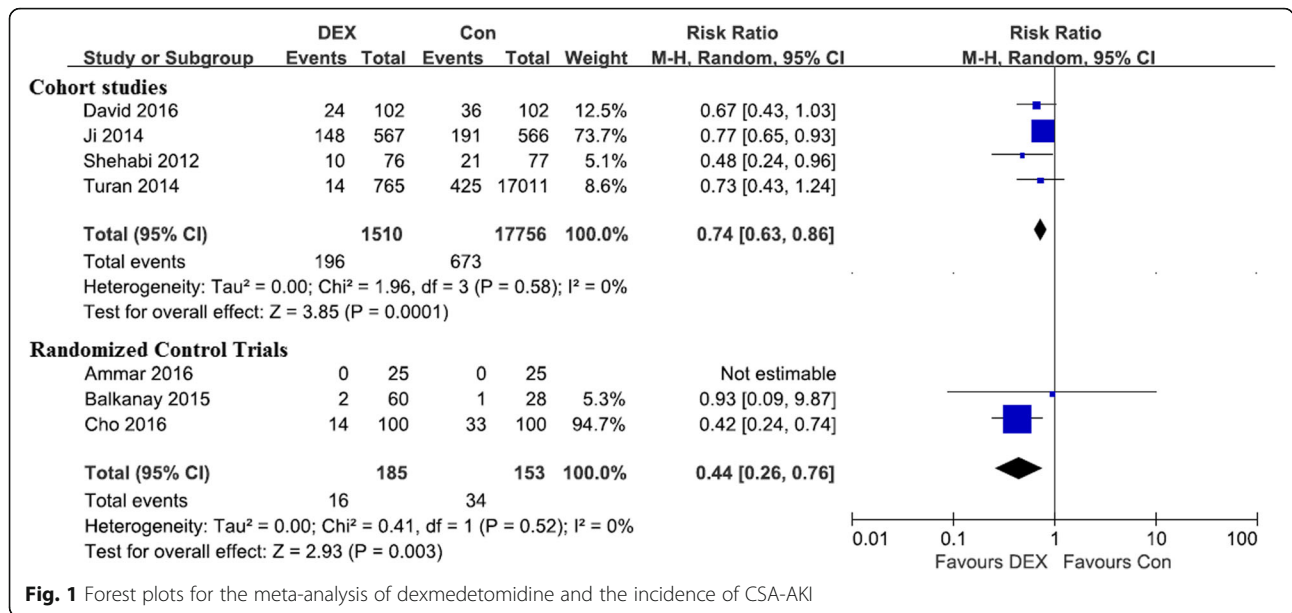 DEX Con Risk Ratio Risk Ratio
Study or Subgroup Events Total Events Total Weight M-H, Random, 95% CI M-H, Random, 95% CI
Cohort studies
David 2016 24 102 36 102 12.5% 0.67 [0.43, 1.03]
Ji 2014 148 567 191 566 73.7% 0.77 [0.65, 0.93]
Shehabi 2012 10 76 21 77 5.1% 0.48 [0.24, 0.96]
Turan 2014 14 765 425 17011 8.6% 0.73 [0.43, 1.24]
Total (95% CI) 1510 17756 100.0% 0.74 [0.63, 0.86]
Total events 196 673
Heterogeneity: Tau² = 0.00; Chi² = 1.96, df = 3 (P = 0.58); I² = 0%
Test for overall effect: Z = 3.85 (P = 0.0001)
Randomized Control Trials
Ammar 2016 0 25 0 25 Not estimable
Balkanay 2015 2 60 1 28 5.3% 0.93 [0.09, 9.87]
Cho 2016 14 100 33 100 94.7% 0.42 [0.24, 0.74]
Total (95% CI) 185 153 100.0% 0.44 [0.26, 0.76]
Total events 16 34
Heterogeneity: Tau² = 0.00; Chi² = 0.41, df = 1 (P = 0.52); I² = 0%
Test for overall effect: Z = 2.93 (P = 0.003)
0.01 0.1 1 10 100
Favours DEX Favours Con
Fig. 1 Forest plots for the meta-analysis of dexmedetomidine and the incidence of CSA-AKI